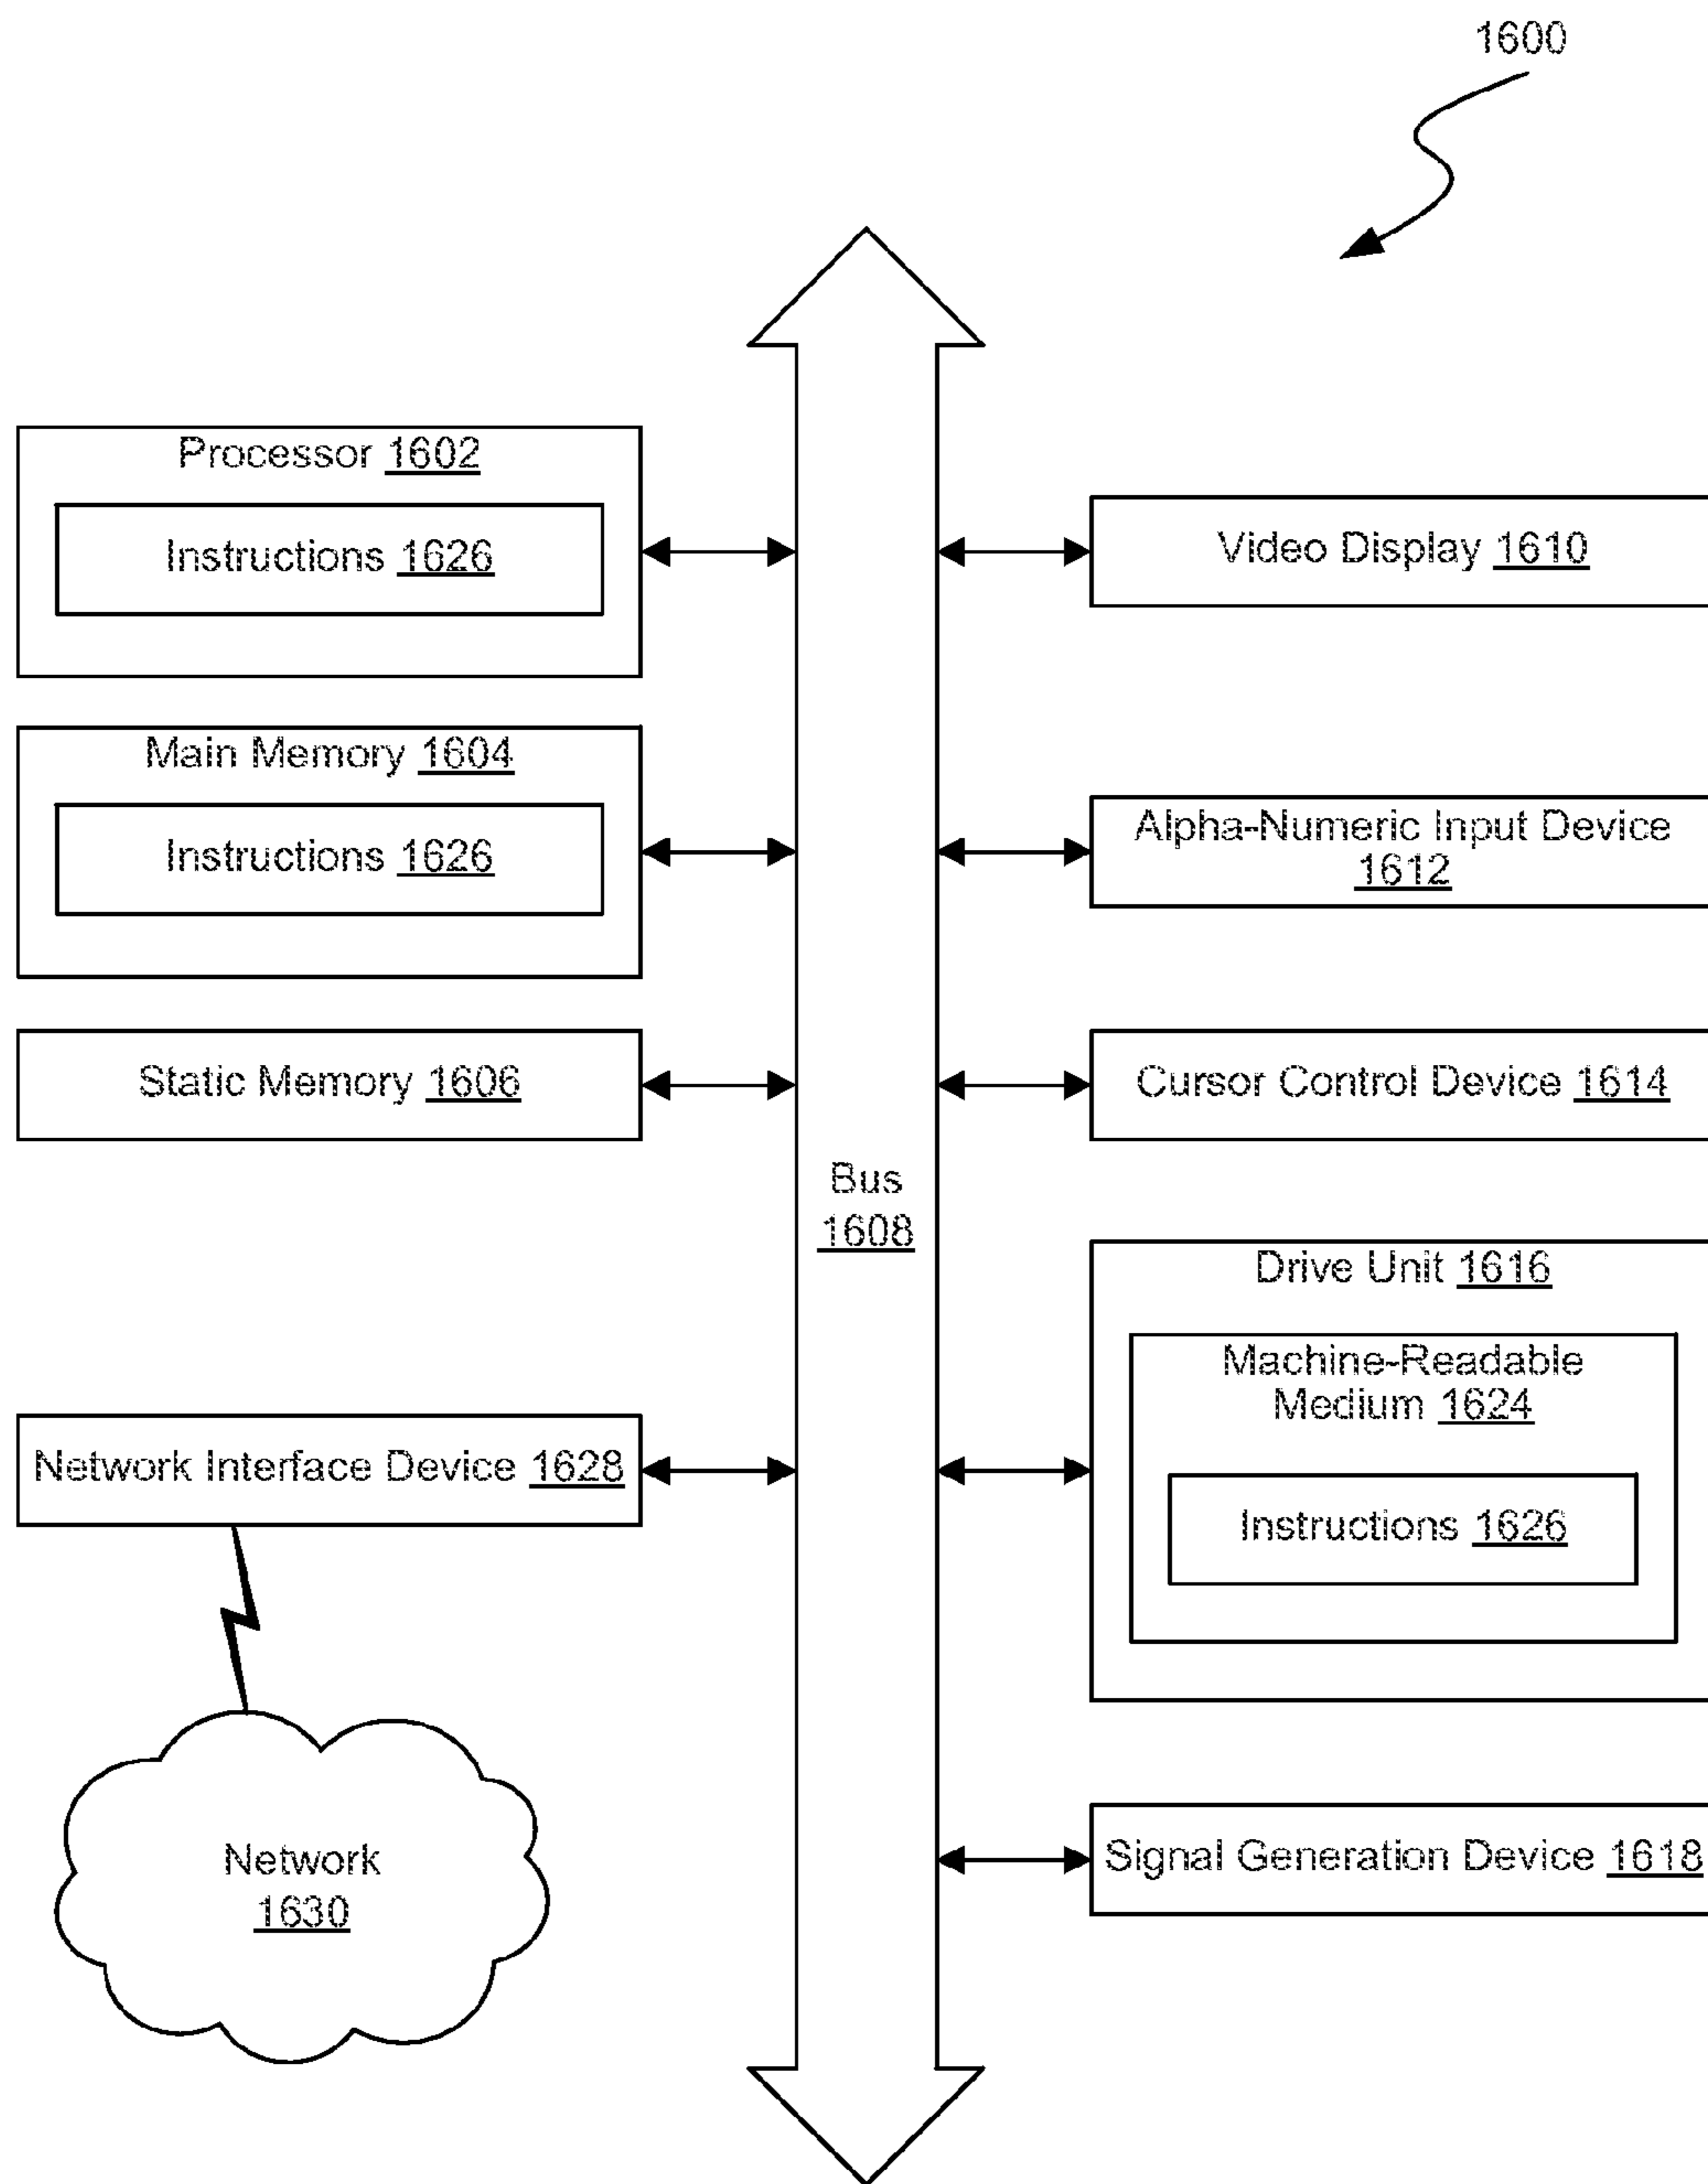 1600
Processor 1602
Instructions 1626
Main Memory 1604
Instructions 1626
Static Memory 1606
Network Interface Device 1628
Network
1630
Bus
1608
Video Display 1610
Alpha-Numeric Input Device
1612
Cursor Control Device 1614
Drive Unit 1616
Machine-Readable
Medium 1624
Instructions 1626
Signal Generation Device 1618